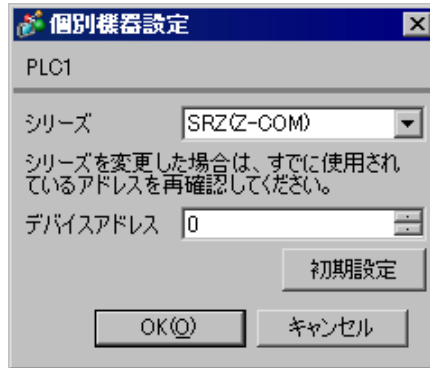 個別機器設定
PLC1
シリーズ SRZ(Z-COM)
シリーズを変更した場合は、すでに使用され
ているアドレスを再確認してください。
デバイスアドレス 0
初期設定
OK(O) キャンセル